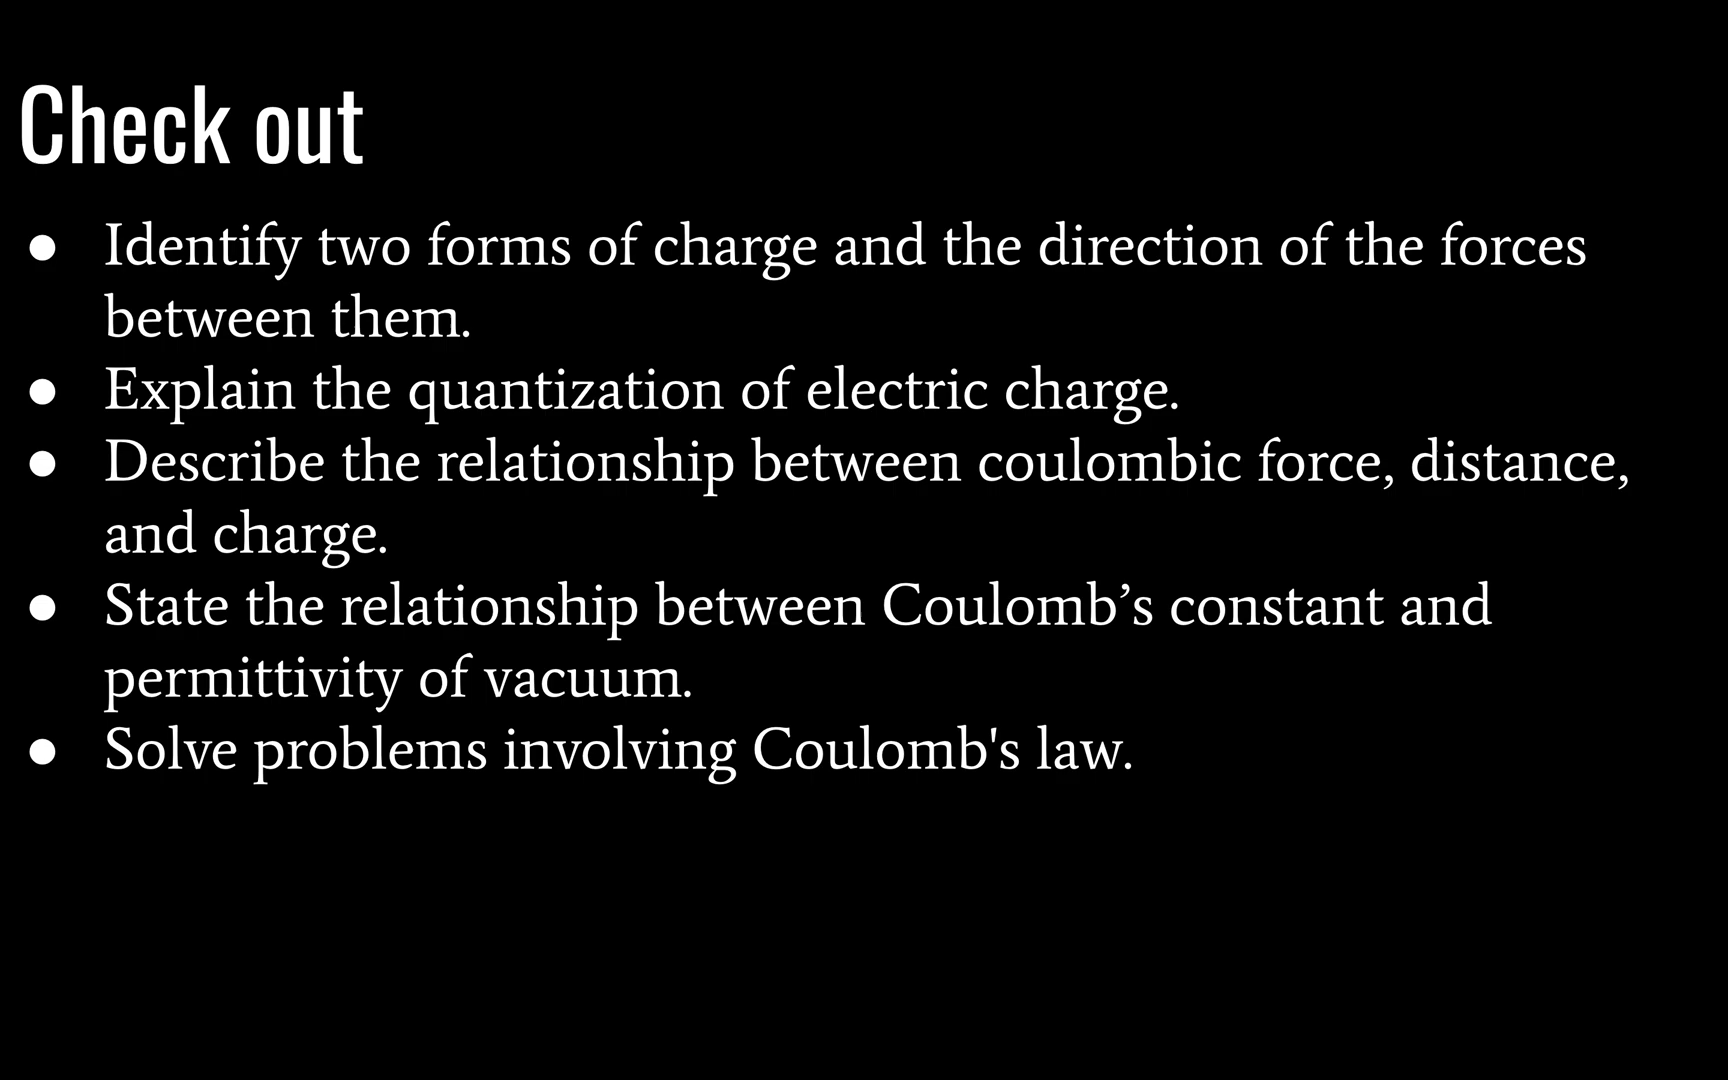 Check out
● Identify two forms of charge and the direction of the forces
between them.
● Explain the quantization of electric charge.
● Describe the relationship between coulombic force, distance,
and charge.
● State the relationship between Coulomb’s constant and
permittivity of vacuum.
● Solve problems involving Coulomb's law.